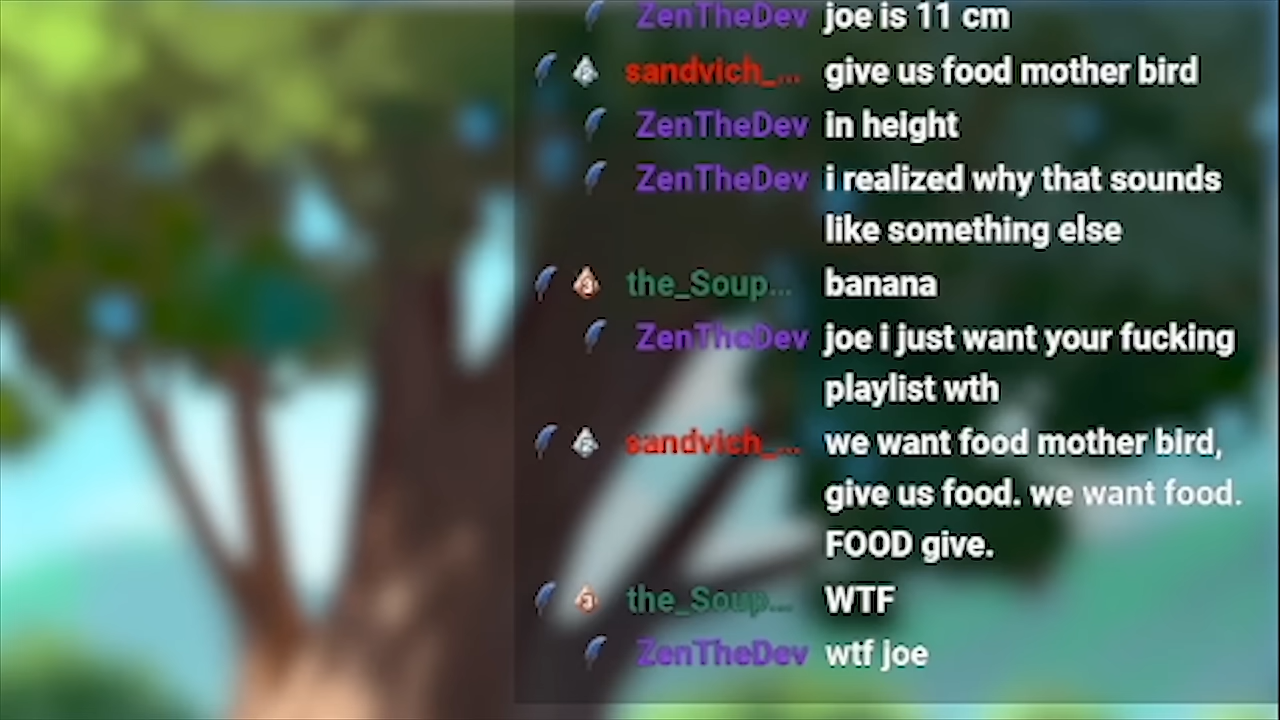 ZenTheDev joe is 11 cm
sandvich_... give us food mother bird
ZenTheDev in height
ZenTheDev i realized why that sounds
like something else
the_Soup... banana
ZenTheDev joe i just want your fucking
playlist wth
sandvich_... we want food mother bird,
give us food. we want food.
FOOD give.
the_Soup... WTF
ZenTheDev wtf joe